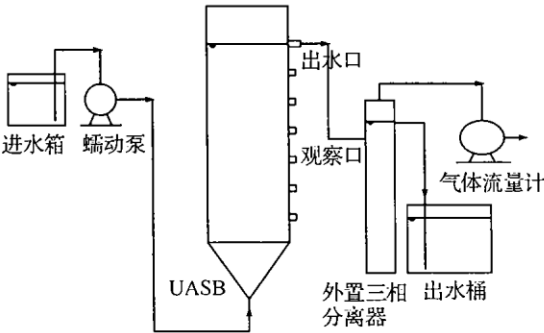 出水口
进水箱
蠕动泵
观察口
气体流量计
UASB
外置三相
分离器
出水桶